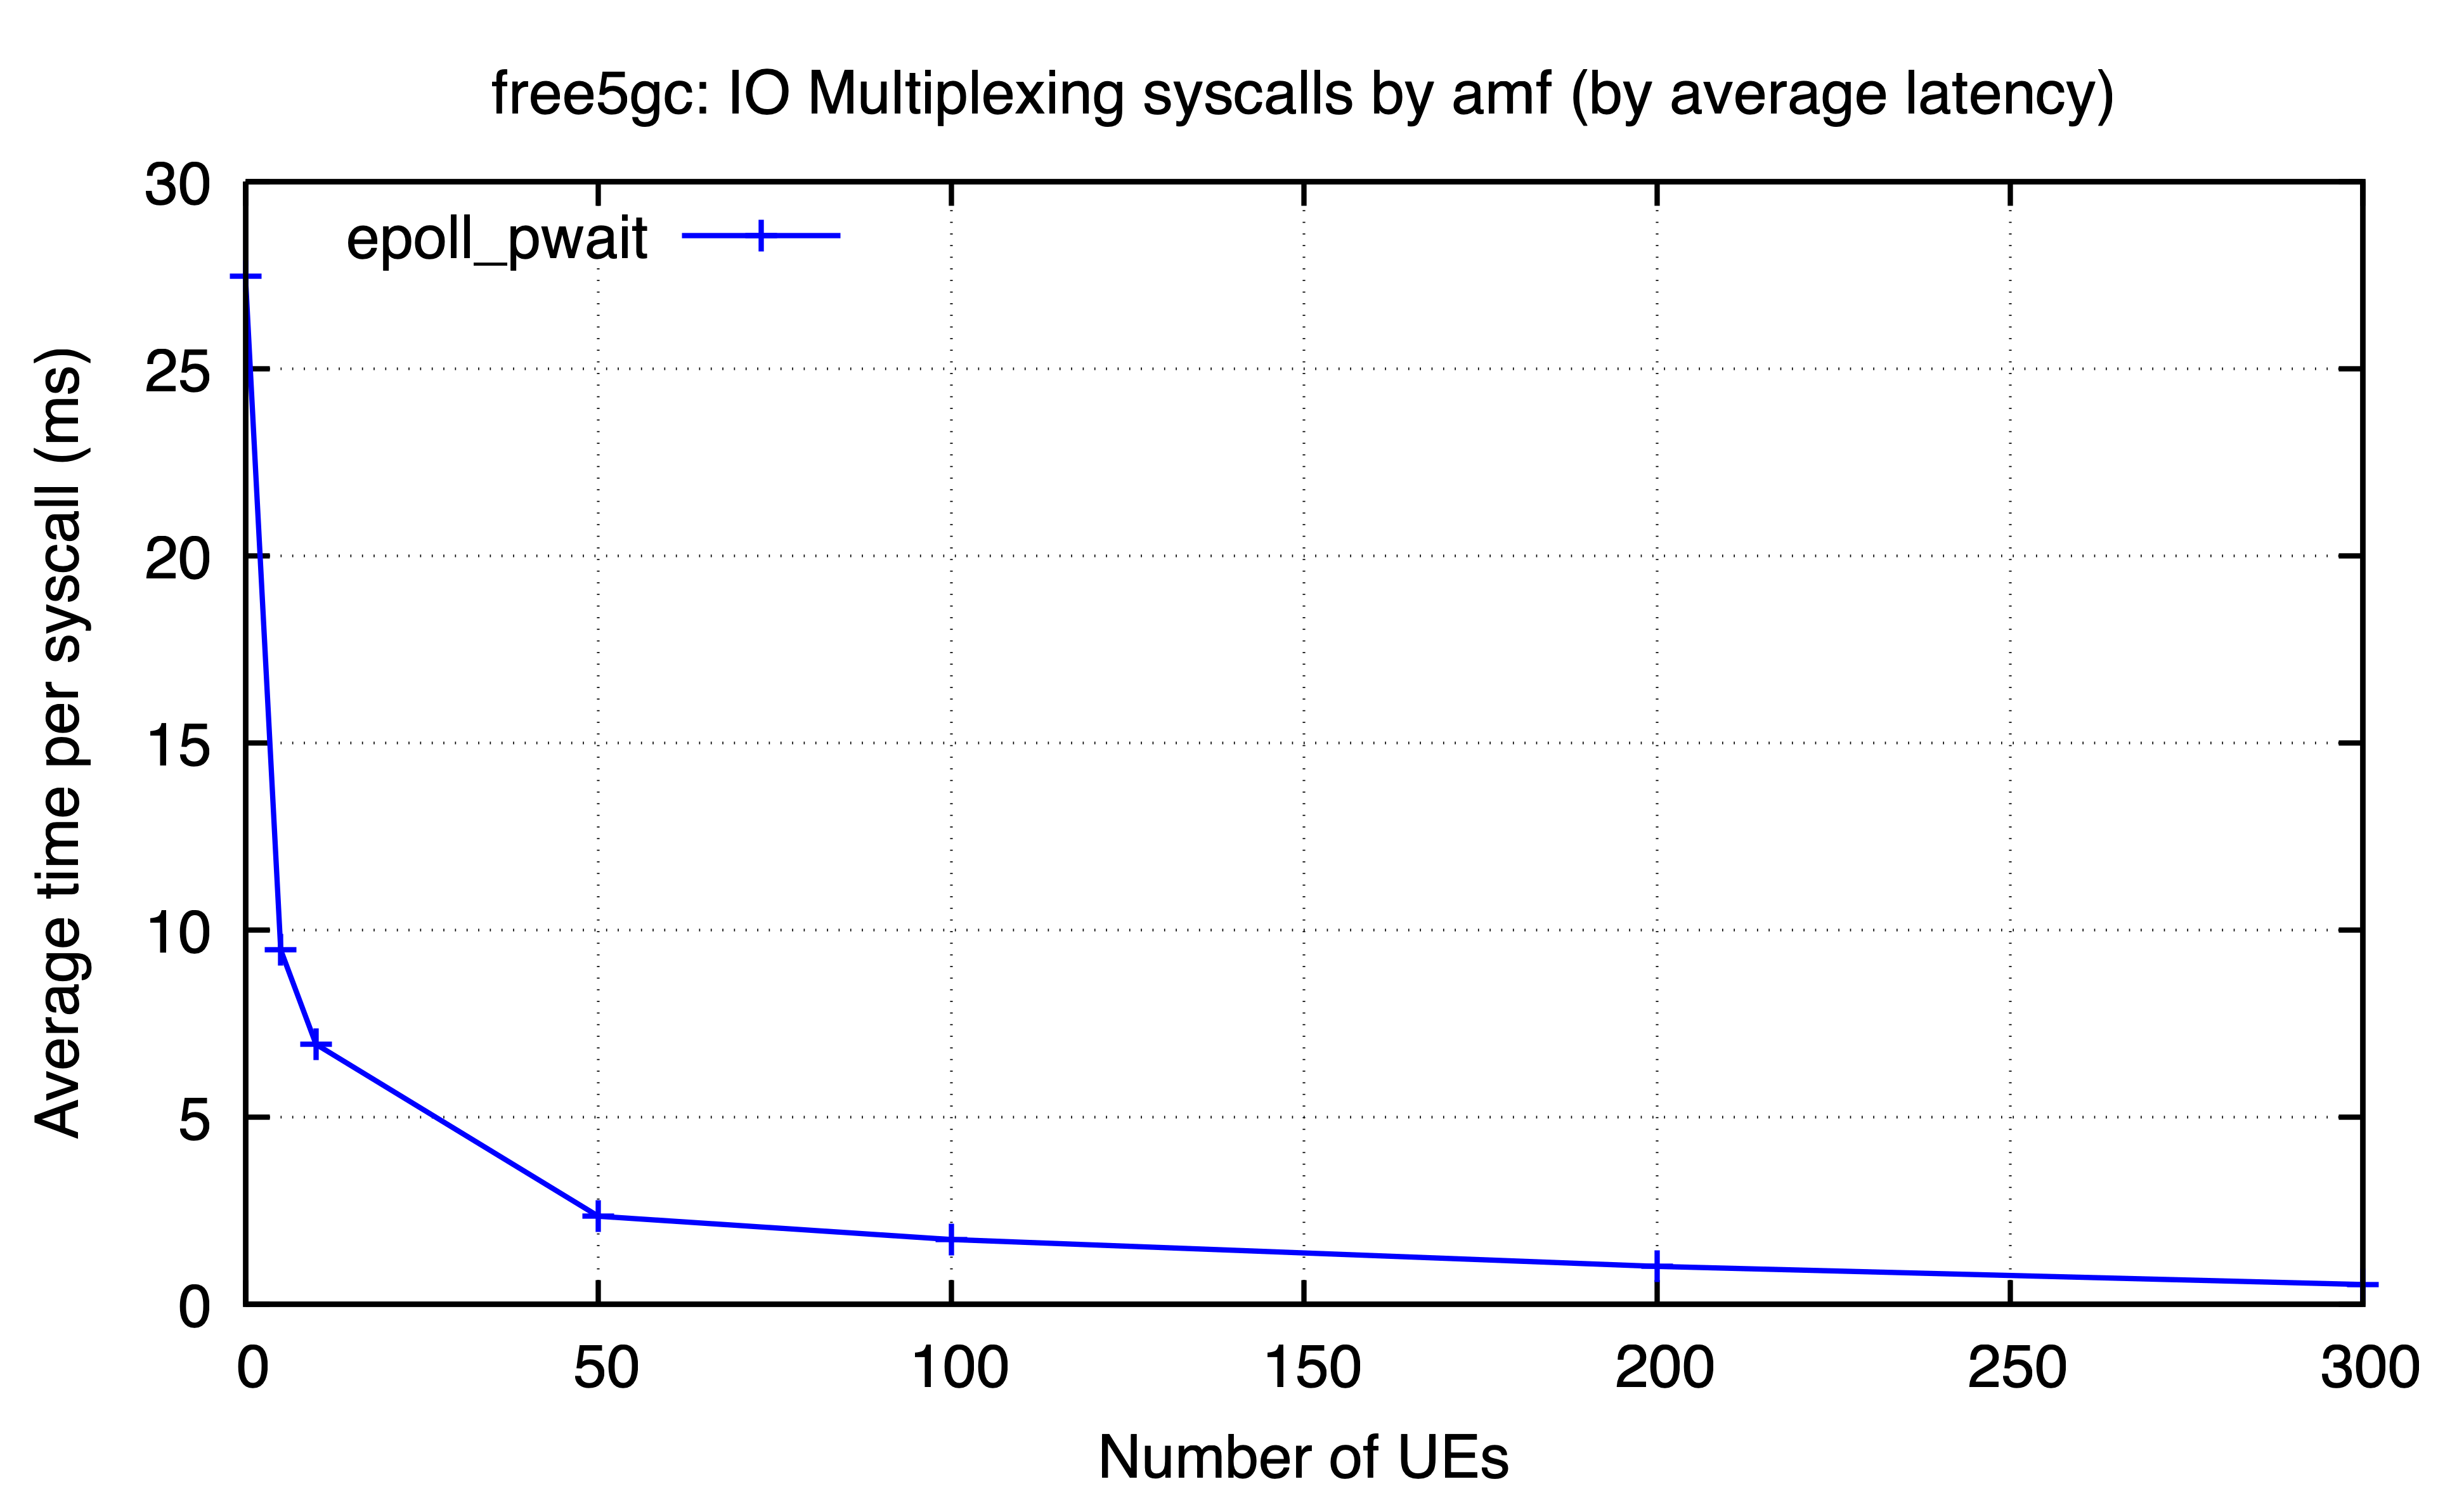 free5gc: IO Multiplexing syscalls by amf (by average latency)
epoll_pwait
Average time per syscall (ms)
30
25
20
15
10
5
0
0 50 100 150 200 250 300
Number of UEs